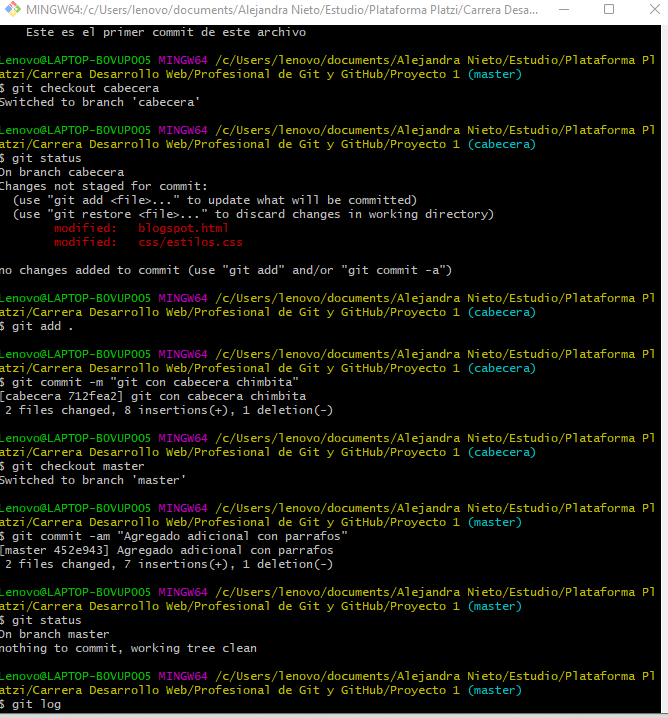 MINGW64:/c/Users/lenovo/documents/Alejandra Nieto/Estudio/Plataforma Platzi/Carrera Desa...
Este es el primer commit de este archivo
Lenovo@LAPTOP-B0VUP0O5 MINGW64 /c/Users/lenovo/documents/Alejandra Nieto/Estudio/Plataforma Pl
atzi/Carrera Desarrollo Web/Profesional de Git y GitHub/Proyecto 1 (master)
$ git checkout cabecera
Switched to branch 'cabecera'
Lenovo@LAPTOP-B0VUP0O5 MINGW64 /c/Users/lenovo/documents/Alejandra Nieto/Estudio/Plataforma Pl
atzi/Carrera Desarrollo Web/Profesional de Git y GitHub/Proyecto 1 (cabecera)
$ git status
On branch cabecera
Changes not staged for commit:
(use "git add <file>..." to update what will be committed)
(use "git restore <file>..." to discard changes in working directory)
modified:   blogspot.html
modified:   css/estilos.css
no changes added to commit (use "git add" and/or "git commit -a")
Lenovo@LAPTOP-B0VUP0O5 MINGW64 /c/Users/lenovo/documents/Alejandra Nieto/Estudio/Plataforma Pl
atzi/Carrera Desarrollo Web/Profesional de Git y GitHub/Proyecto 1 (cabecera)
$ git add .
Lenovo@LAPTOP-B0VUP0O5 MINGW64 /c/Users/lenovo/documents/Alejandra Nieto/Estudio/Plataforma Pl
atzi/Carrera Desarrollo Web/Profesional de Git y GitHub/Proyecto 1 (cabecera)
$ git commit -m "git con cabecera chimbita"
[cabecera 712fea2] git con cabecera chimbita
2 files changed, 8 insertions(+), 1 deletion(-)
Lenovo@LAPTOP-B0VUP0O5 MINGW64 /c/Users/lenovo/documents/Alejandra Nieto/Estudio/Plataforma Pl
atzi/Carrera Desarrollo Web/Profesional de Git y GitHub/Proyecto 1 (cabecera)
$ git checkout master
Switched to branch 'master'
Lenovo@LAPTOP-B0VUP0O5 MINGW64 /c/Users/lenovo/documents/Alejandra Nieto/Estudio/Plataforma Pl
atzi/Carrera Desarrollo Web/Profesional de Git y GitHub/Proyecto 1 (master)
$ git commit -am "Agregado adicional con parrafos"
[master 452e943] Agregado adicional con parrafos
2 files changed, 7 insertions(+), 1 deletion(-)
Lenovo@LAPTOP-B0VUP0O5 MINGW64 /c/Users/lenovo/documents/Alejandra Nieto/Estudio/Plataforma Pl
atzi/Carrera Desarrollo Web/Profesional de Git y GitHub/Proyecto 1 (master)
$ git status
On branch master
nothing to commit, working tree clean
Lenovo@LAPTOP-B0VUP0O5 MINGW64 /c/Users/lenovo/documents/Alejandra Nieto/Estudio/Plataforma Pl
atzi/Carrera Desarrollo Web/Profesional de Git y GitHub/Proyecto 1 (master)
$ git log